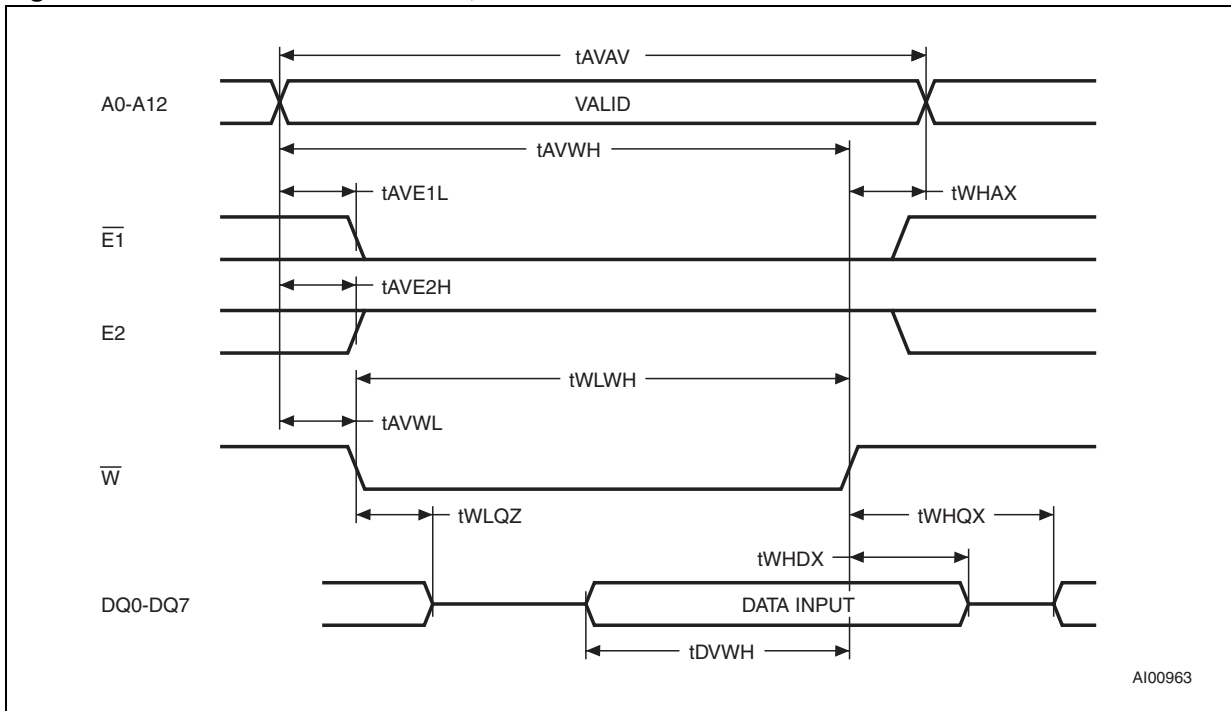 tAVAV
A0-A12
VALID
tAVWH
tAVE1L
tWHAX
E1
tAVE2H
E2
tWLWH
tAVWL
W
tWLQZ
tWHQX
tWHDX
DQ0-DQ7
DATA INPUT
tDVWH
AI00963